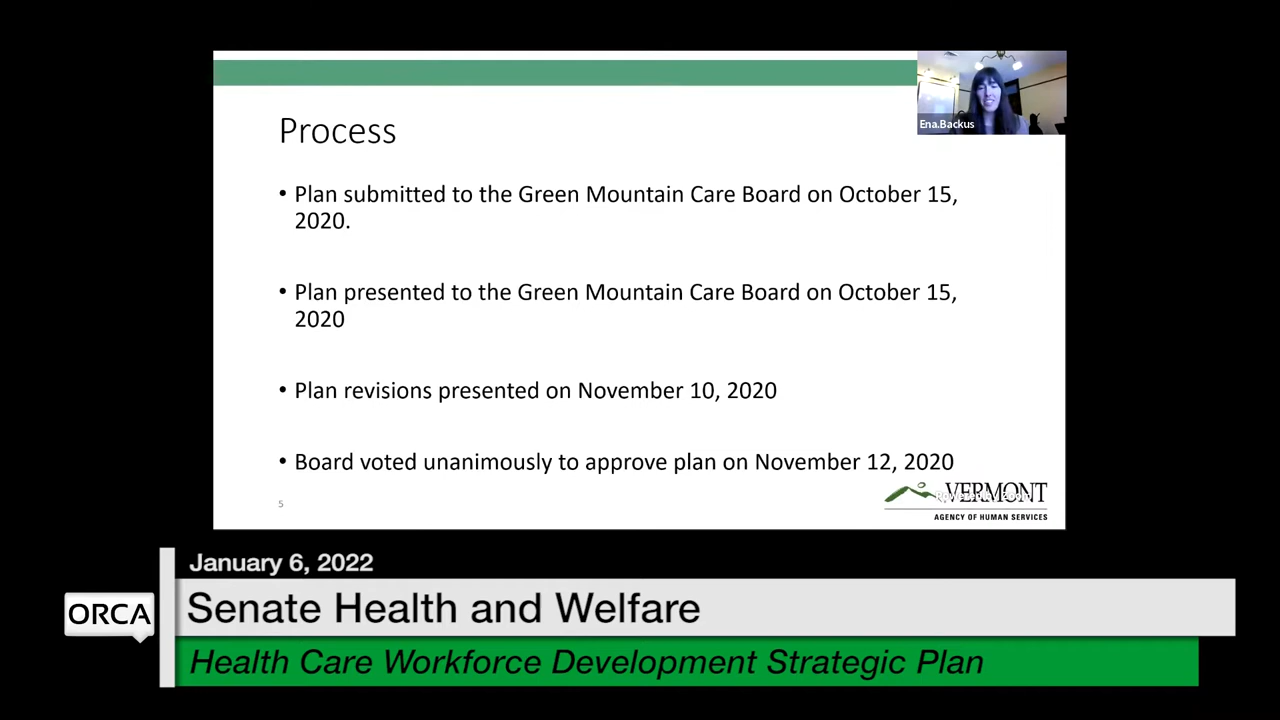 Ena.Backus
Process
• Plan submitted to the Green Mountain Care Board on October 15,
2020.
• Plan presented to the Green Mountain Care Board on October 15,
2020
• Plan revisions presented on November 10, 2020
• Board voted unanimously to approve plan on November 12, 2020
5
VERMONT
AGENCY OF HUMAN SERVICES
January 6, 2022
ORCA
Senate Health and Welfare
Health Care Workforce Development Strategic Plan